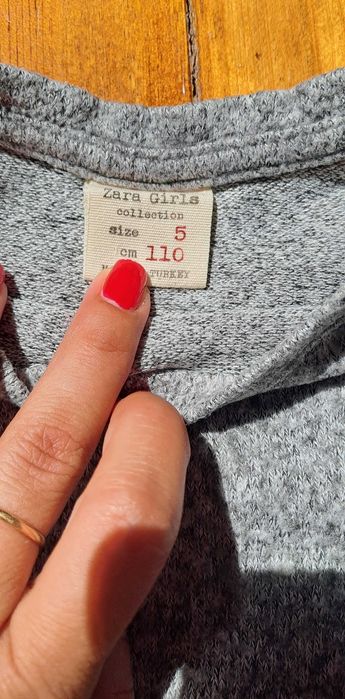 Zara Girls
collection
size 5
cm 110
TURKEY